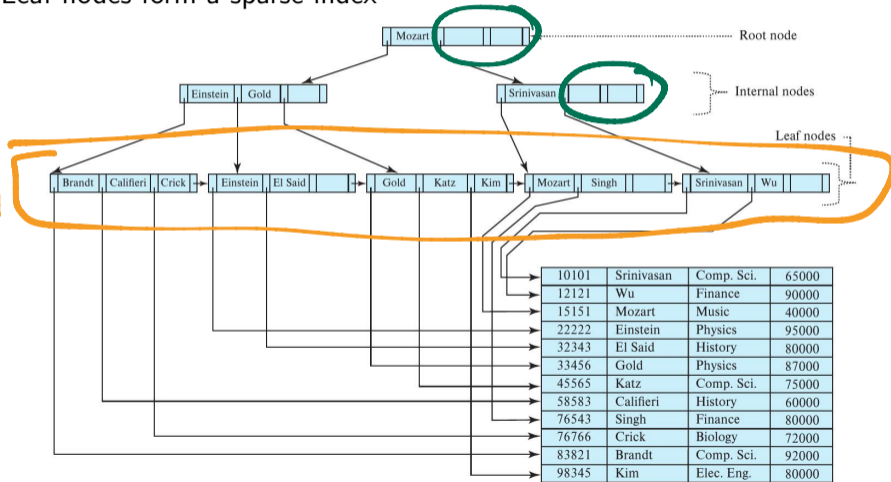 Leaf nodes form a sparse index
Mozart
Root node
Einstein Gold
Srinivasan
Internal nodes
Leaf nodes
Brandt Califieri Crick
Einstein El Said
Gold Katz Kim
Mozart Singh
Srinivasan Wu
10101 Srinivasan Comp. Sci. 65000
12121 Wu Finance 90000
15151 Mozart Music 40000
22222 Einstein Physics 95000
32343 El Said History 80000
33456 Gold Physics 87000
45565 Katz Comp. Sci. 75000
58583 Califieri History 60000
76543 Singh Finance 80000
76766 Crick Biology 72000
83821 Brandt Comp. Sci. 92000
98345 Kim Elec. Eng. 80000